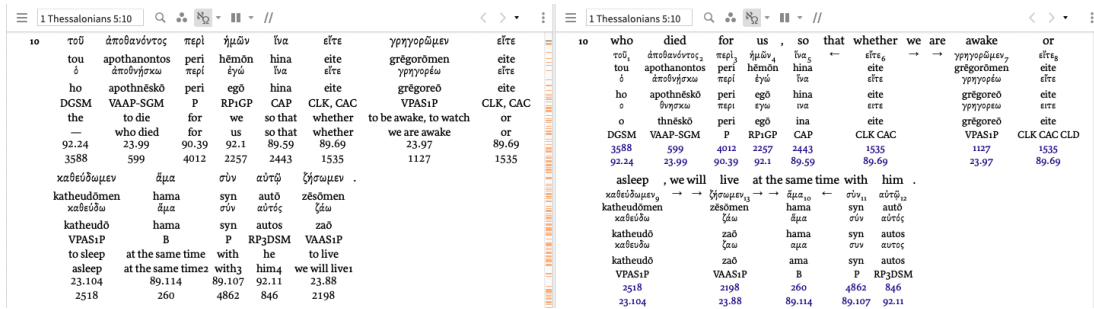 1 Thessalonians 5:10
10 τοῦ ἀποθανόντος περὶ ἡμῶν ἵνα εἴτε γρηγορῶμεν εἴτε
tou apothanontos peri hēmōn hina eite grēgorōmen eite
ὁ ἀποθνῄσκω περί ἐγώ ἵνα εἴτε γρηγορέω εἴτε
ho apothnēskō peri egō hina eite grēgoreō eite
DGSM VAAP-SGM P RP1GP CAP CLK, CAC VPAS1P CLK, CAC
the to die for we so that whether to be awake, to watch or
— who died for us so that whether we are awake or
92.24 23.99 90.39 92.1 89.59 89.69 23.97 89.69
3588 599 4012 2257 2443 1535 1127 1535
καθεύδωμεν ἅμα σὺν αὐτῷ ζήσωμεν .
katheudōmen hama syn autō zēsōmen
καθεύδω ἅμα σύν αὐτός ζάω
katheudō hama syn autos zaō
VPAS1P B P RP3DSM VAAS1P
to sleep at the same time with he to live
asleep at the same time2 with3 him4 we will live1
23.104 89.114 89.107 92.11 23.88
2518 260 4862 846 2198
1 Thessalonians 5:10
10 who died for us , so that whether we are awake or
τοῦ1 ἀποθανόντος2 περὶ3 ἡμῶν4 ἵνα5 ← εἴτε6 → → γρηγορῶμεν7 εἴτε8
tou apothanontos peri hēmōn hina eite grēgorōmen eite
ὁ ἀποθνῄσκω περί ἐγώ ἵνα εἴτε γρηγορέω εἴτε
ho apothnēskō peri egō hina eite grēgoreō eite
ο θνησκω περι εγω ινα ειτε γρηγορεω ειτε
o thnēskō peri egō ina eite grēgoreō eite
DGSM VAAP-SGM P RP1GP CAP CLK CAC VPAS1P CLK CAC CLD
3588 599 4012 2257 2443 1535 1127 1535
92.24 23.99 90.39 92.1 89.59 89.69 23.97 89.69
asleep , we will live at the same time with him .
καθεύδωμεν9 → → ζήσωμεν13 → → ἅμα10 ← σὺν11 αὐτῷ12
katheudōmen zēsōmen hama syn autō
καθεύδω ζάω ἅμα σύν αὐτός
katheudō zaō hama syn autos
καθευδω ζαω αμα συν αυτος
katheudō zaō ama syn autos
VPAS1P VAAS1P B P RP3DSM
2518 2198 260 4862 846
23.104 23.88 89.114 89.107 92.11